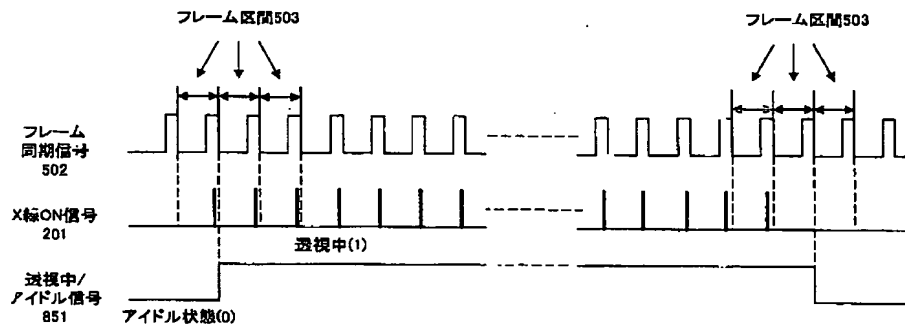 フレーム区間503
フレーム区間503
フレーム
同期信号
502
X線ON信号
201
透視中(1)
透視中/
アイドル信号
851
アイドル状態(0)